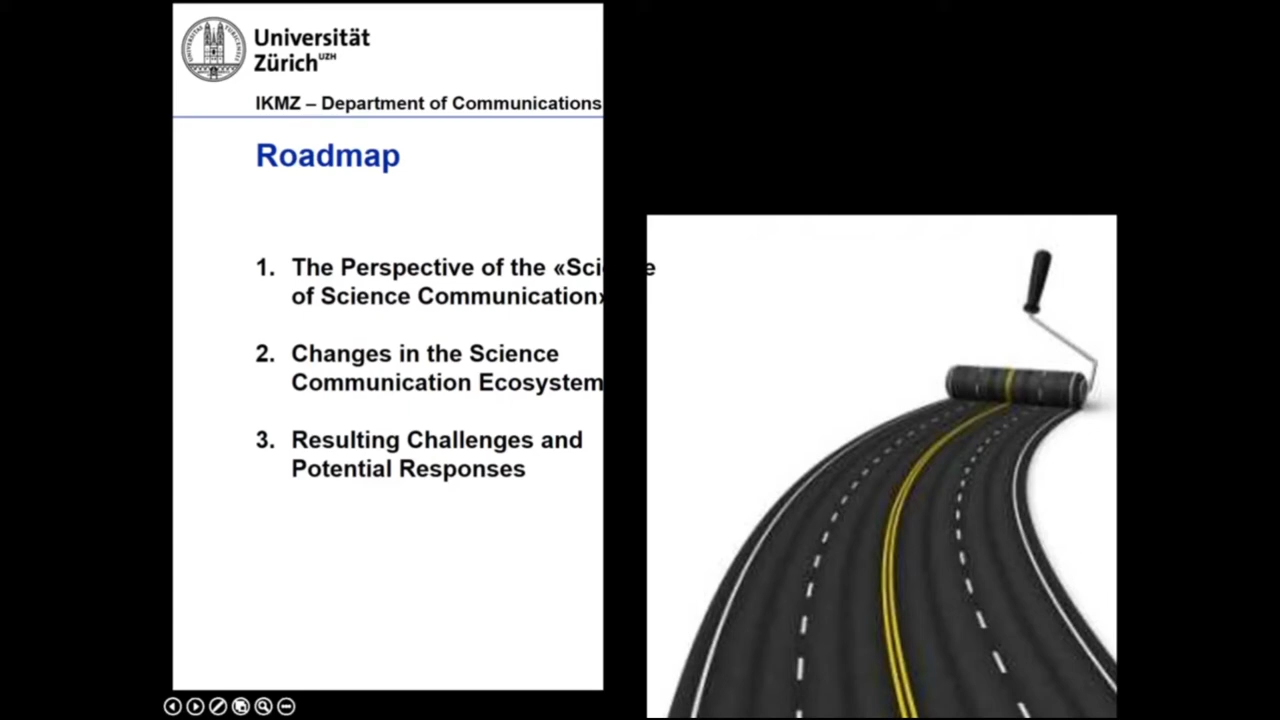 Universität
Zürich UZH
IKMZ – Department of Communications
Roadmap
1. The Perspective of the «Science
of Science Communication»
2. Changes in the Science
Communication Ecosystem
3. Resulting Challenges and
Potential Responses